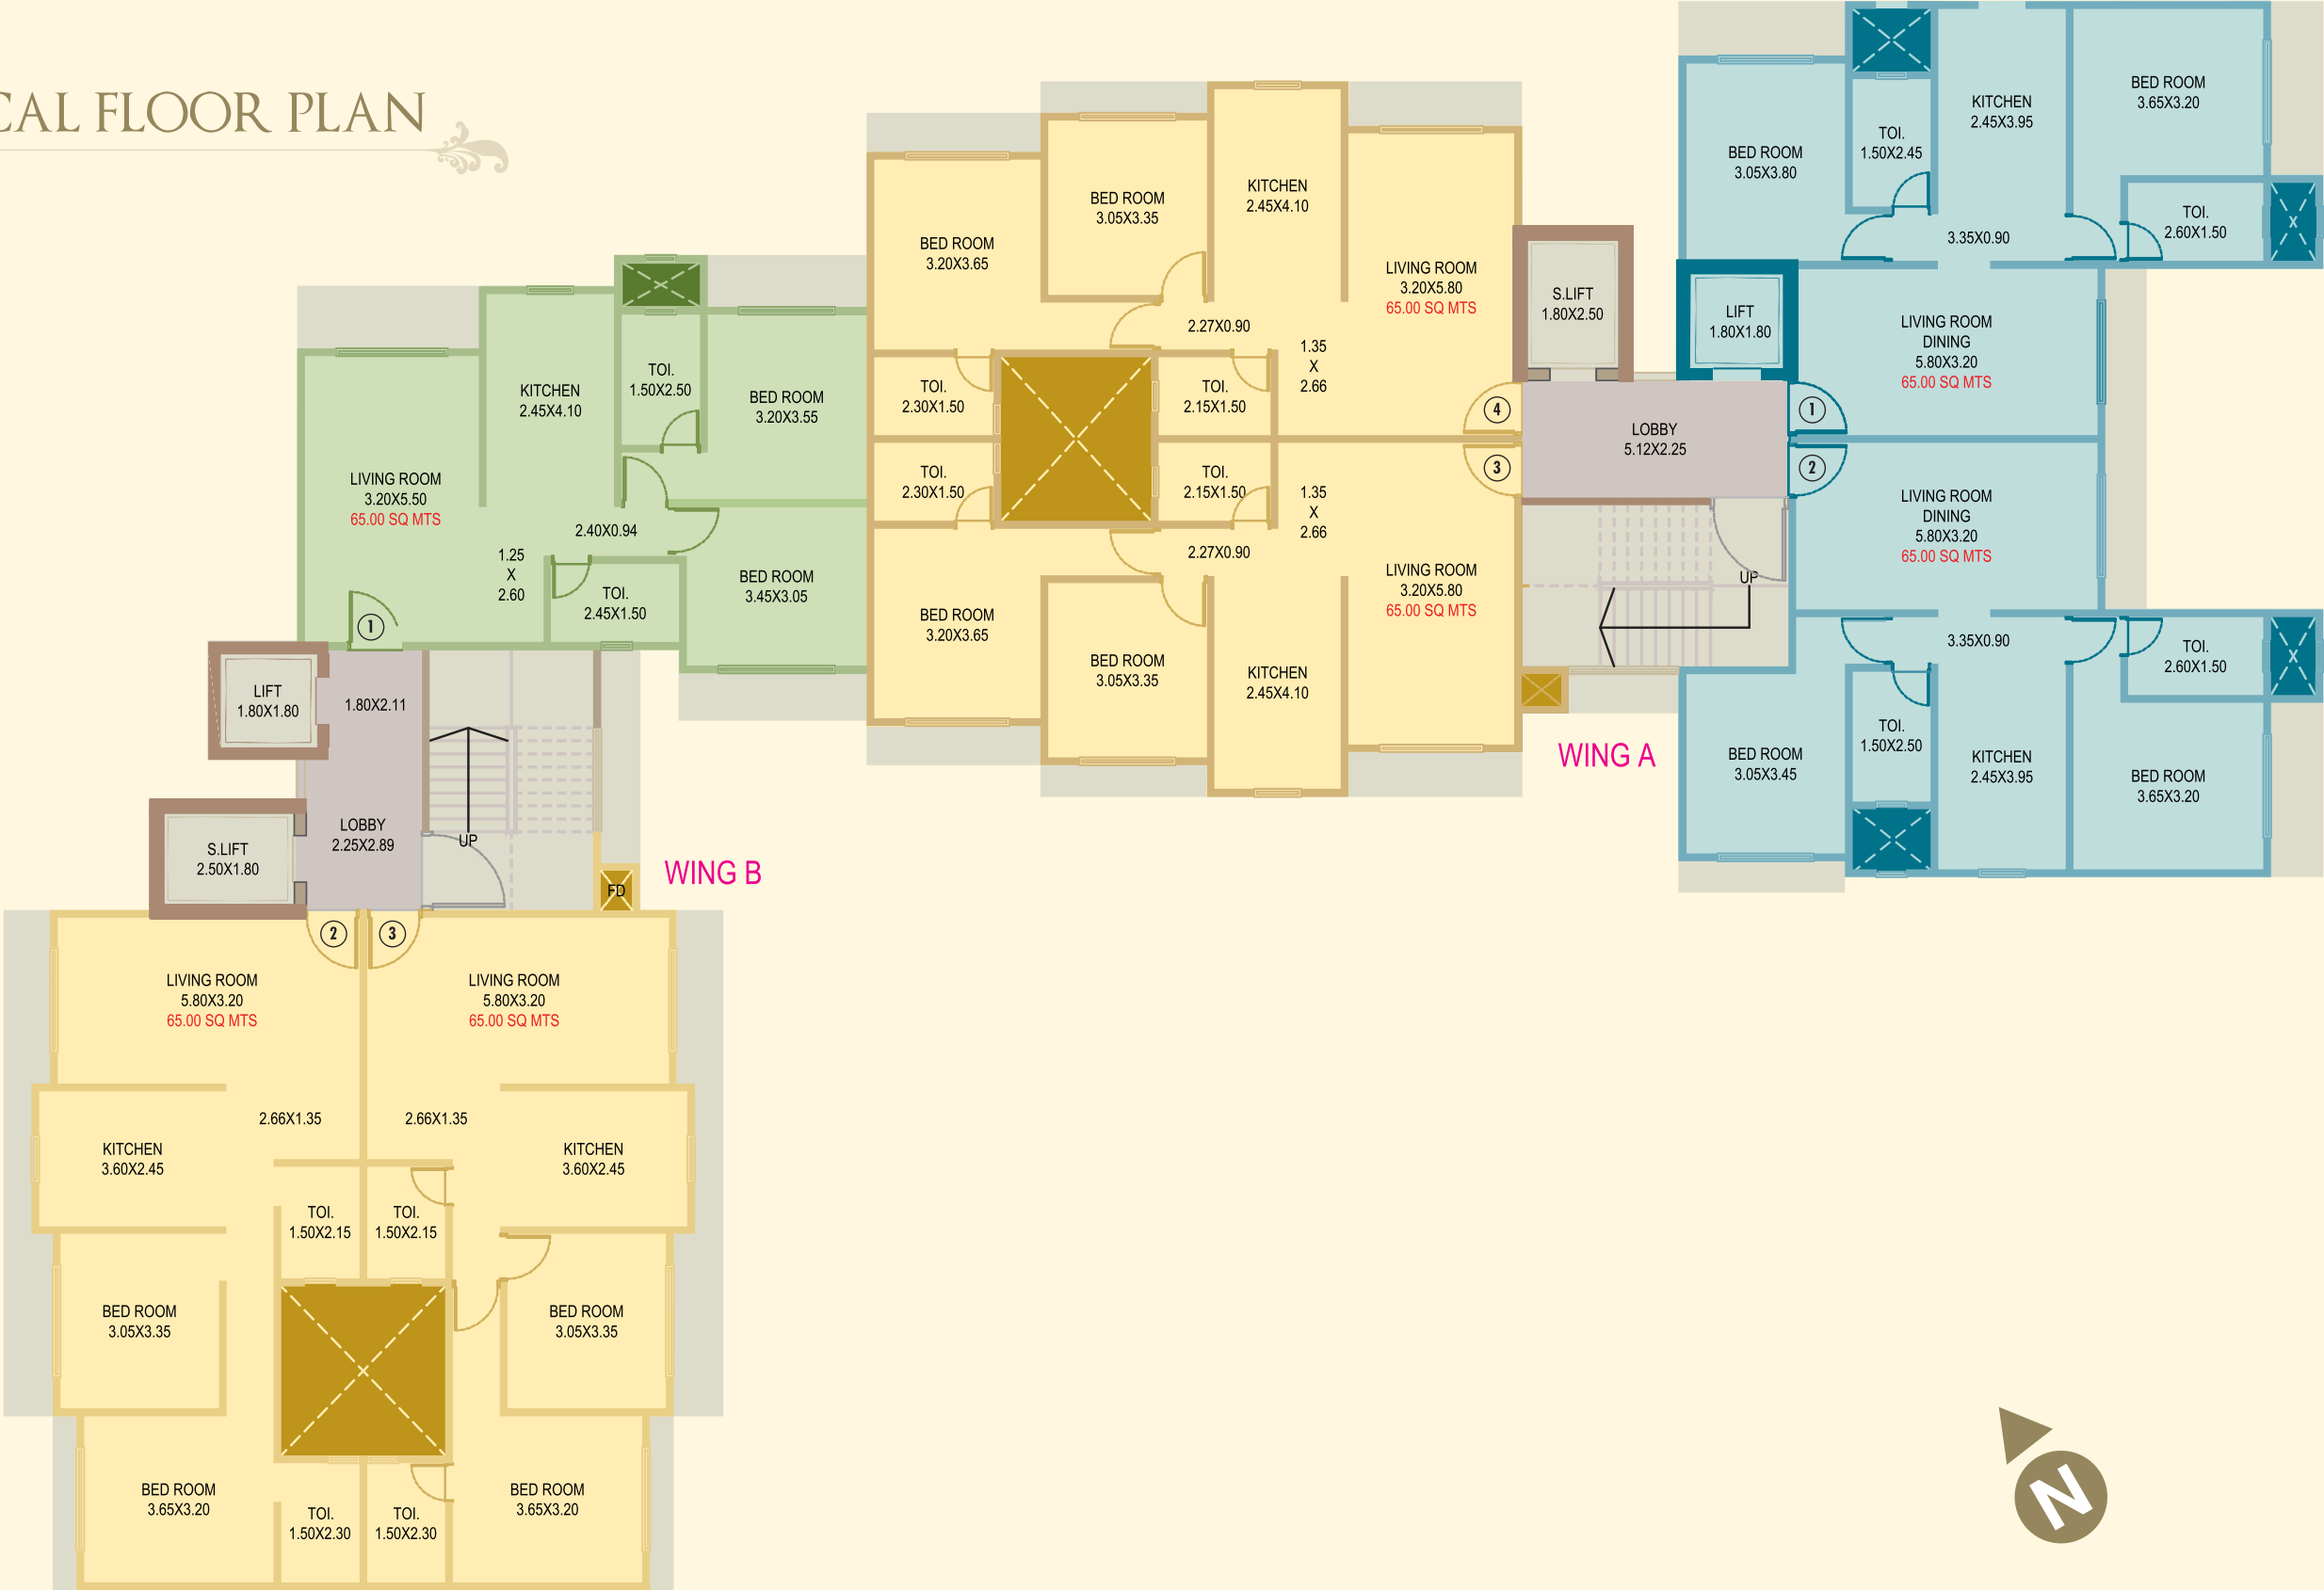 CAL FLOOR PLAN
BED ROOM
3.05X3.80
TOI.
1.50X2.45
KITCHEN
2.45X3.95
BED ROOM
3.65X3.20
TOI.
2.60X1.50
3.35X0.90
LIFT
1.80X1.80
LIVING ROOM
DINING
5.80X3.20
65.00 SQ MTS
1
2
LIVING ROOM
DINING
5.80X3.20
65.00 SQ MTS
3.35X0.90
TOI.
2.60X1.50
TOI.
1.50X2.50
BED ROOM
3.05X3.45
KITCHEN
2.45X3.95
BED ROOM
3.65X3.20
S.LIFT
1.80X2.50
LOBBY
5.12X2.25
UP
WING A
BED ROOM
3.20X3.65
BED ROOM
3.05X3.35
KITCHEN
2.45X4.10
LIVING ROOM
3.20X5.80
65.00 SQ MTS
2.27X0.90
1.35
X
2.66
TOI.
2.30X1.50
TOI.
2.15X1.50
4
3
TOI.
2.30X1.50
TOI.
2.15X1.50
1.35
X
2.66
2.27X0.90
LIVING ROOM
3.20X5.80
65.00 SQ MTS
BED ROOM
3.20X3.65
BED ROOM
3.05X3.35
KITCHEN
2.45X4.10
LIVING ROOM
3.20X5.50
65.00 SQ MTS
KITCHEN
2.45X4.10
TOI.
1.50X2.50
BED ROOM
3.20X3.55
2.40X0.94
1.25
X
2.60
TOI.
2.45X1.50
BED ROOM
3.45X3.05
1
LIFT
1.80X1.80
1.80X2.11
S.LIFT
2.50X1.80
LOBBY
2.25X2.89
UP
FD
WING B
2
3
LIVING ROOM
5.80X3.20
65.00 SQ MTS
LIVING ROOM
5.80X3.20
65.00 SQ MTS
2.66X1.35
2.66X1.35
KITCHEN
3.60X2.45
KITCHEN
3.60X2.45
TOI.
1.50X2.15
TOI.
1.50X2.15
BED ROOM
3.05X3.35
BED ROOM
3.05X3.35
BED ROOM
3.65X3.20
TOI.
1.50X2.30
TOI.
1.50X2.30
BED ROOM
3.65X3.20
N